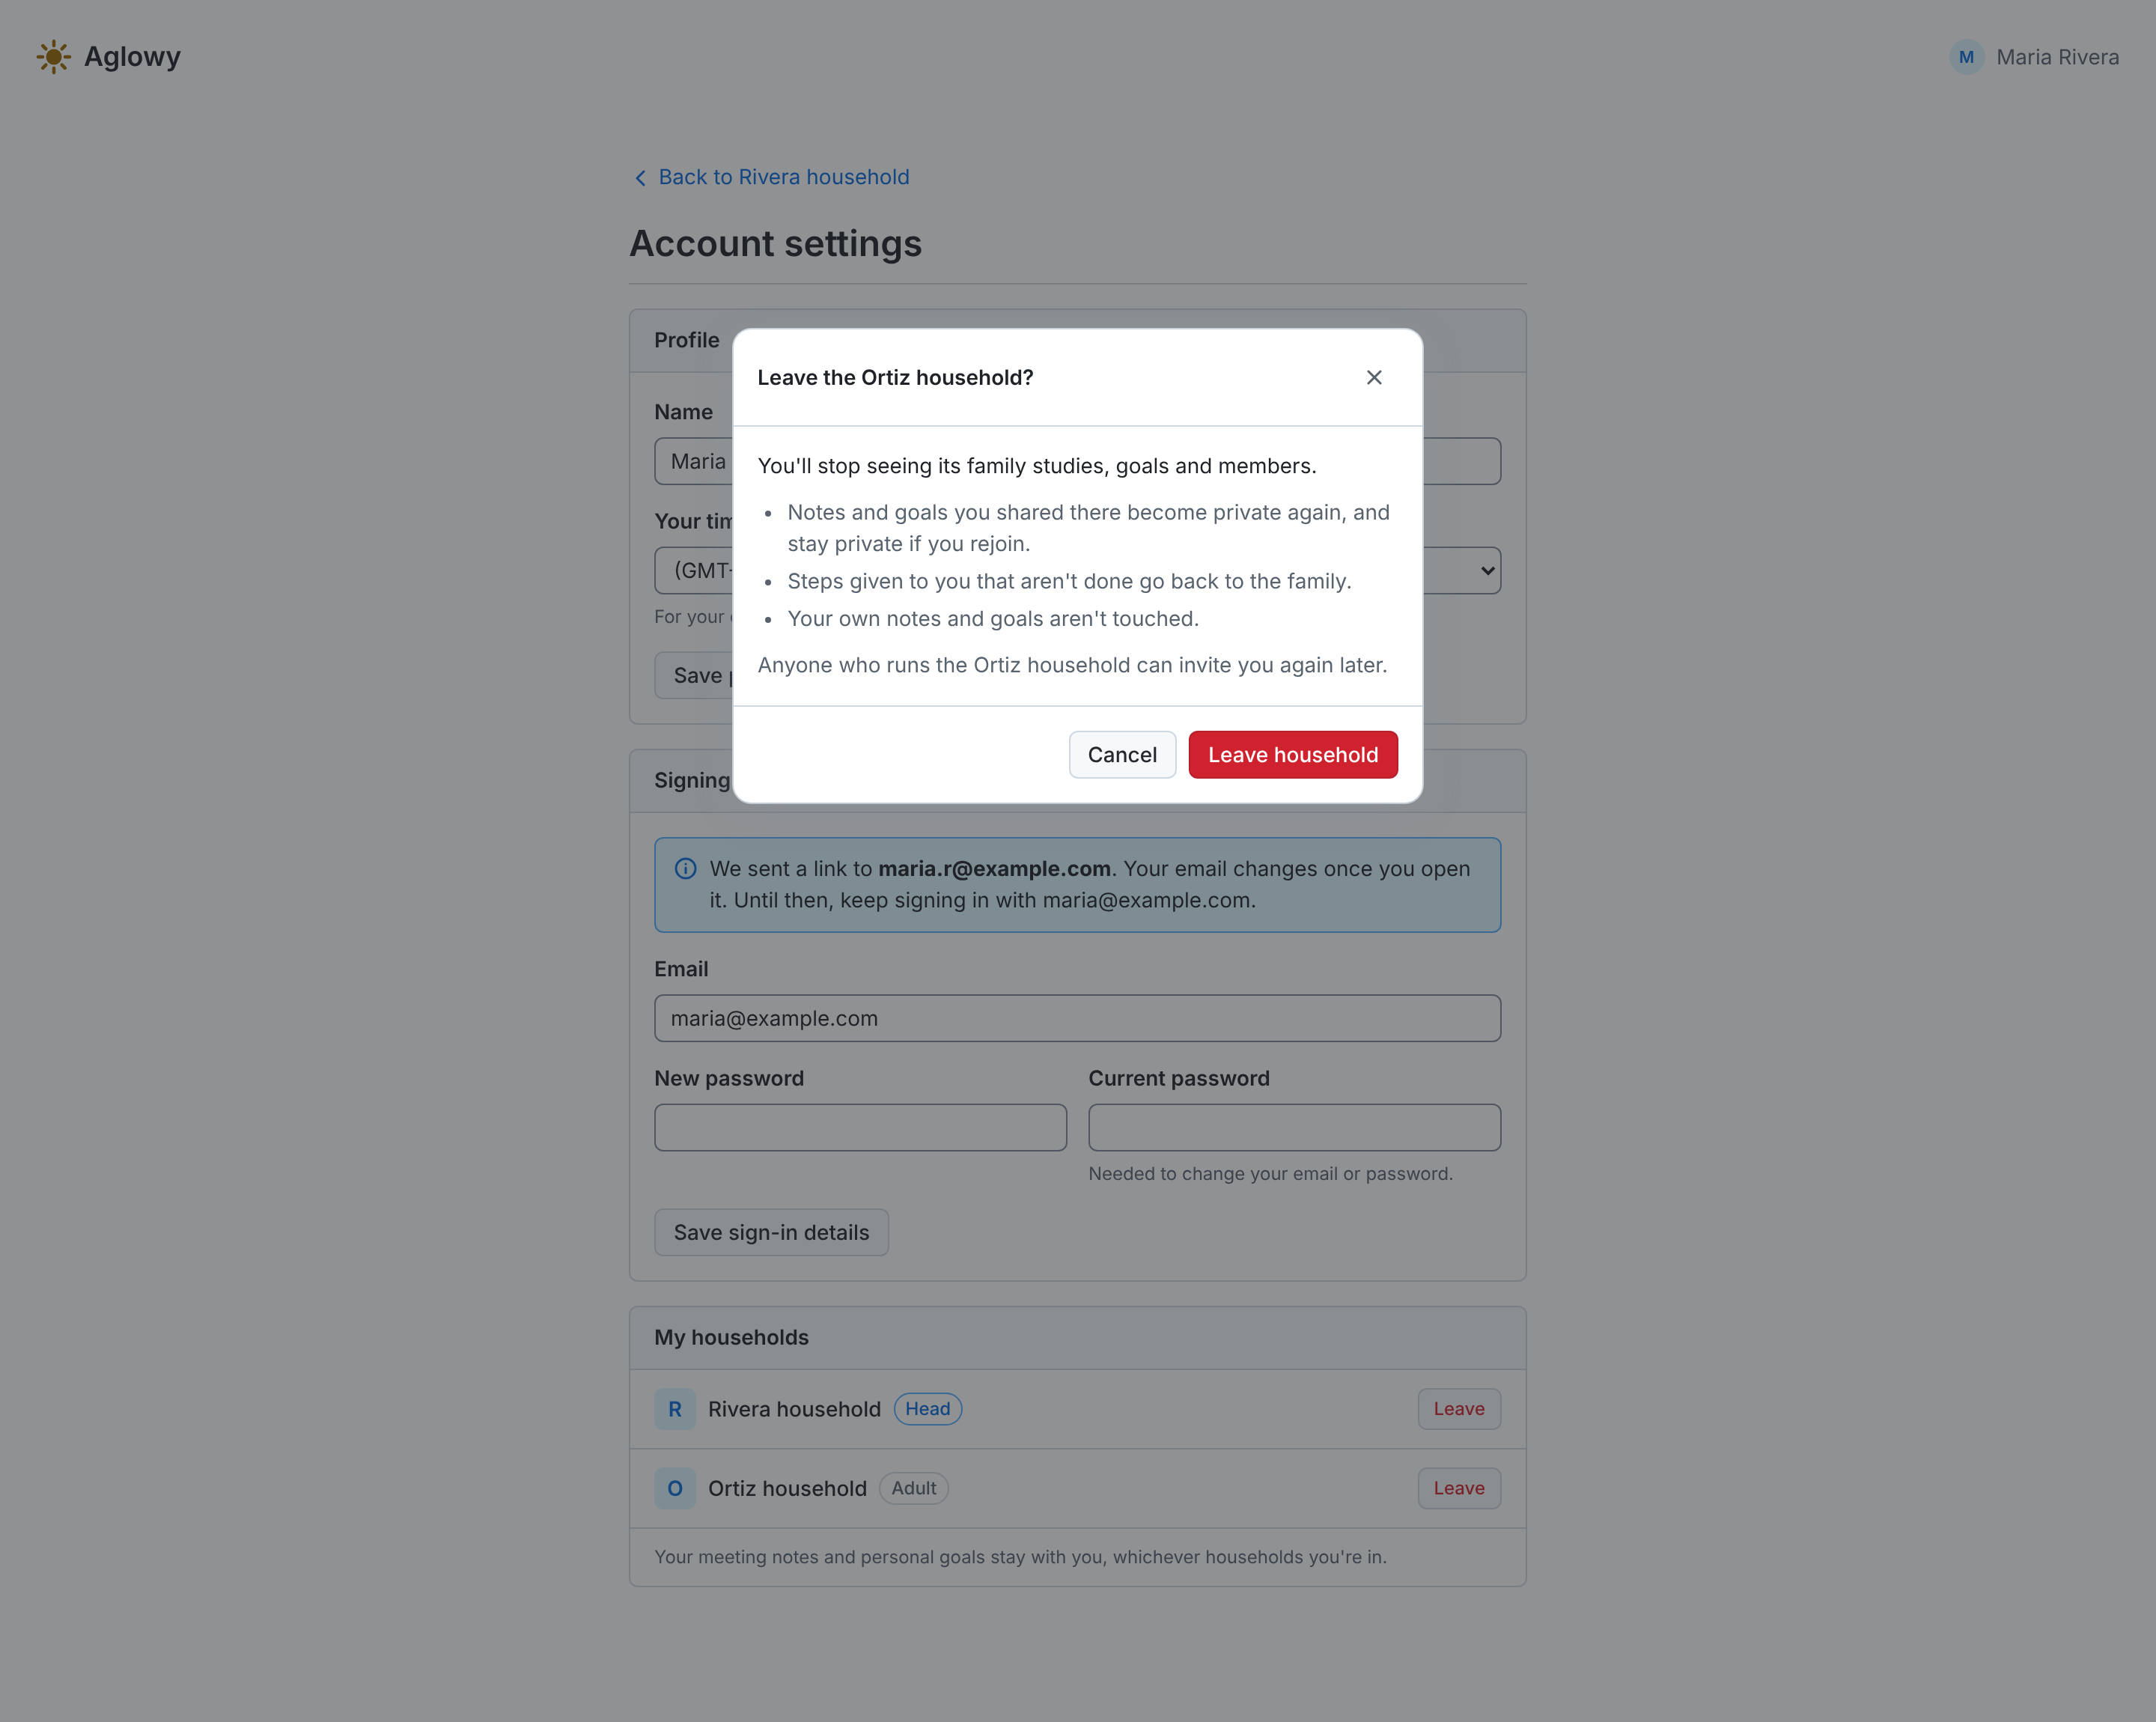 Aglowy
M Maria Rivera
Back to Rivera household
Account settings
Profile
Name
Maria
Your
(GMT-
For your
Save
Leave the Ortiz household?
You'll stop seeing its family studies, goals and members.
• Notes and goals you shared there become private again, and
stay private if you rejoin.
• Steps given to you that aren't done go back to the family.
• Your own notes and goals aren't touched.
Anyone who runs the Ortiz household can invite you again later.
Cancel
Leave household
Signing
We sent a link to maria.r@example.com. Your email changes once you open
it. Until then, keep signing in with maria@example.com.
Email
maria@example.com
New password
Current password
Needed to change your email or password.
Save sign-in details
My households
R Rivera household Head Leave
O Ortiz household Adult Leave
Your meeting notes and personal goals stay with you, whichever households you're in.